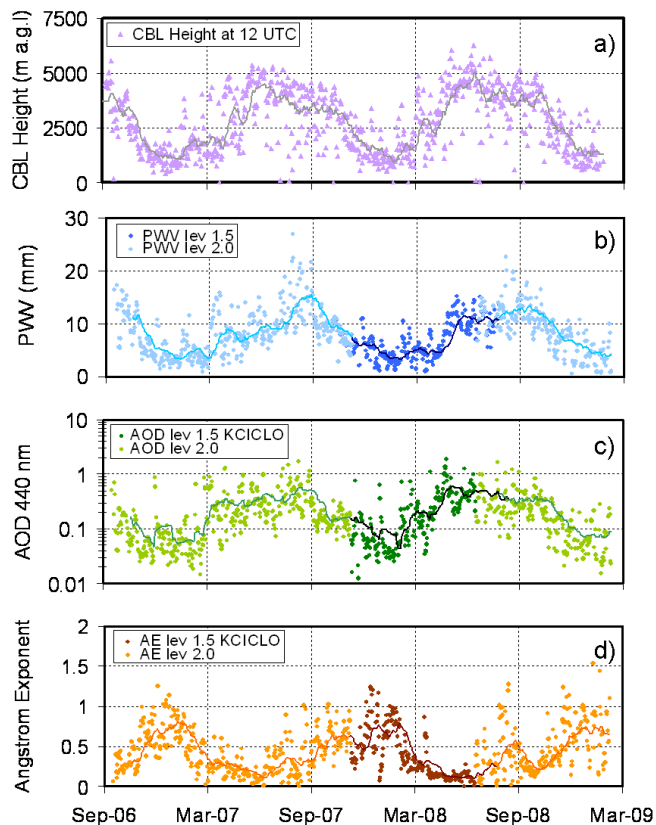 7500
5000
2500
0
CBL Height (m a.g.l)
CBL Height at 12 UTC
a)
30
20
10
0
PWV (mm)
PWV lev 1.5
PWV lev 2.0
b)
1
1
0.1
0.01
AOD 440 nm
AOD lev 1.5 KCICLO
AOD lev 2.0
c)
2
1.5
1
0.5
0
Angstrom Exponent
AE lev 1.5 KCICLO
AE lev 2.0
d)
Sep-06 Mar-07 Sep-07 Mar-08 Sep-08 Mar-09